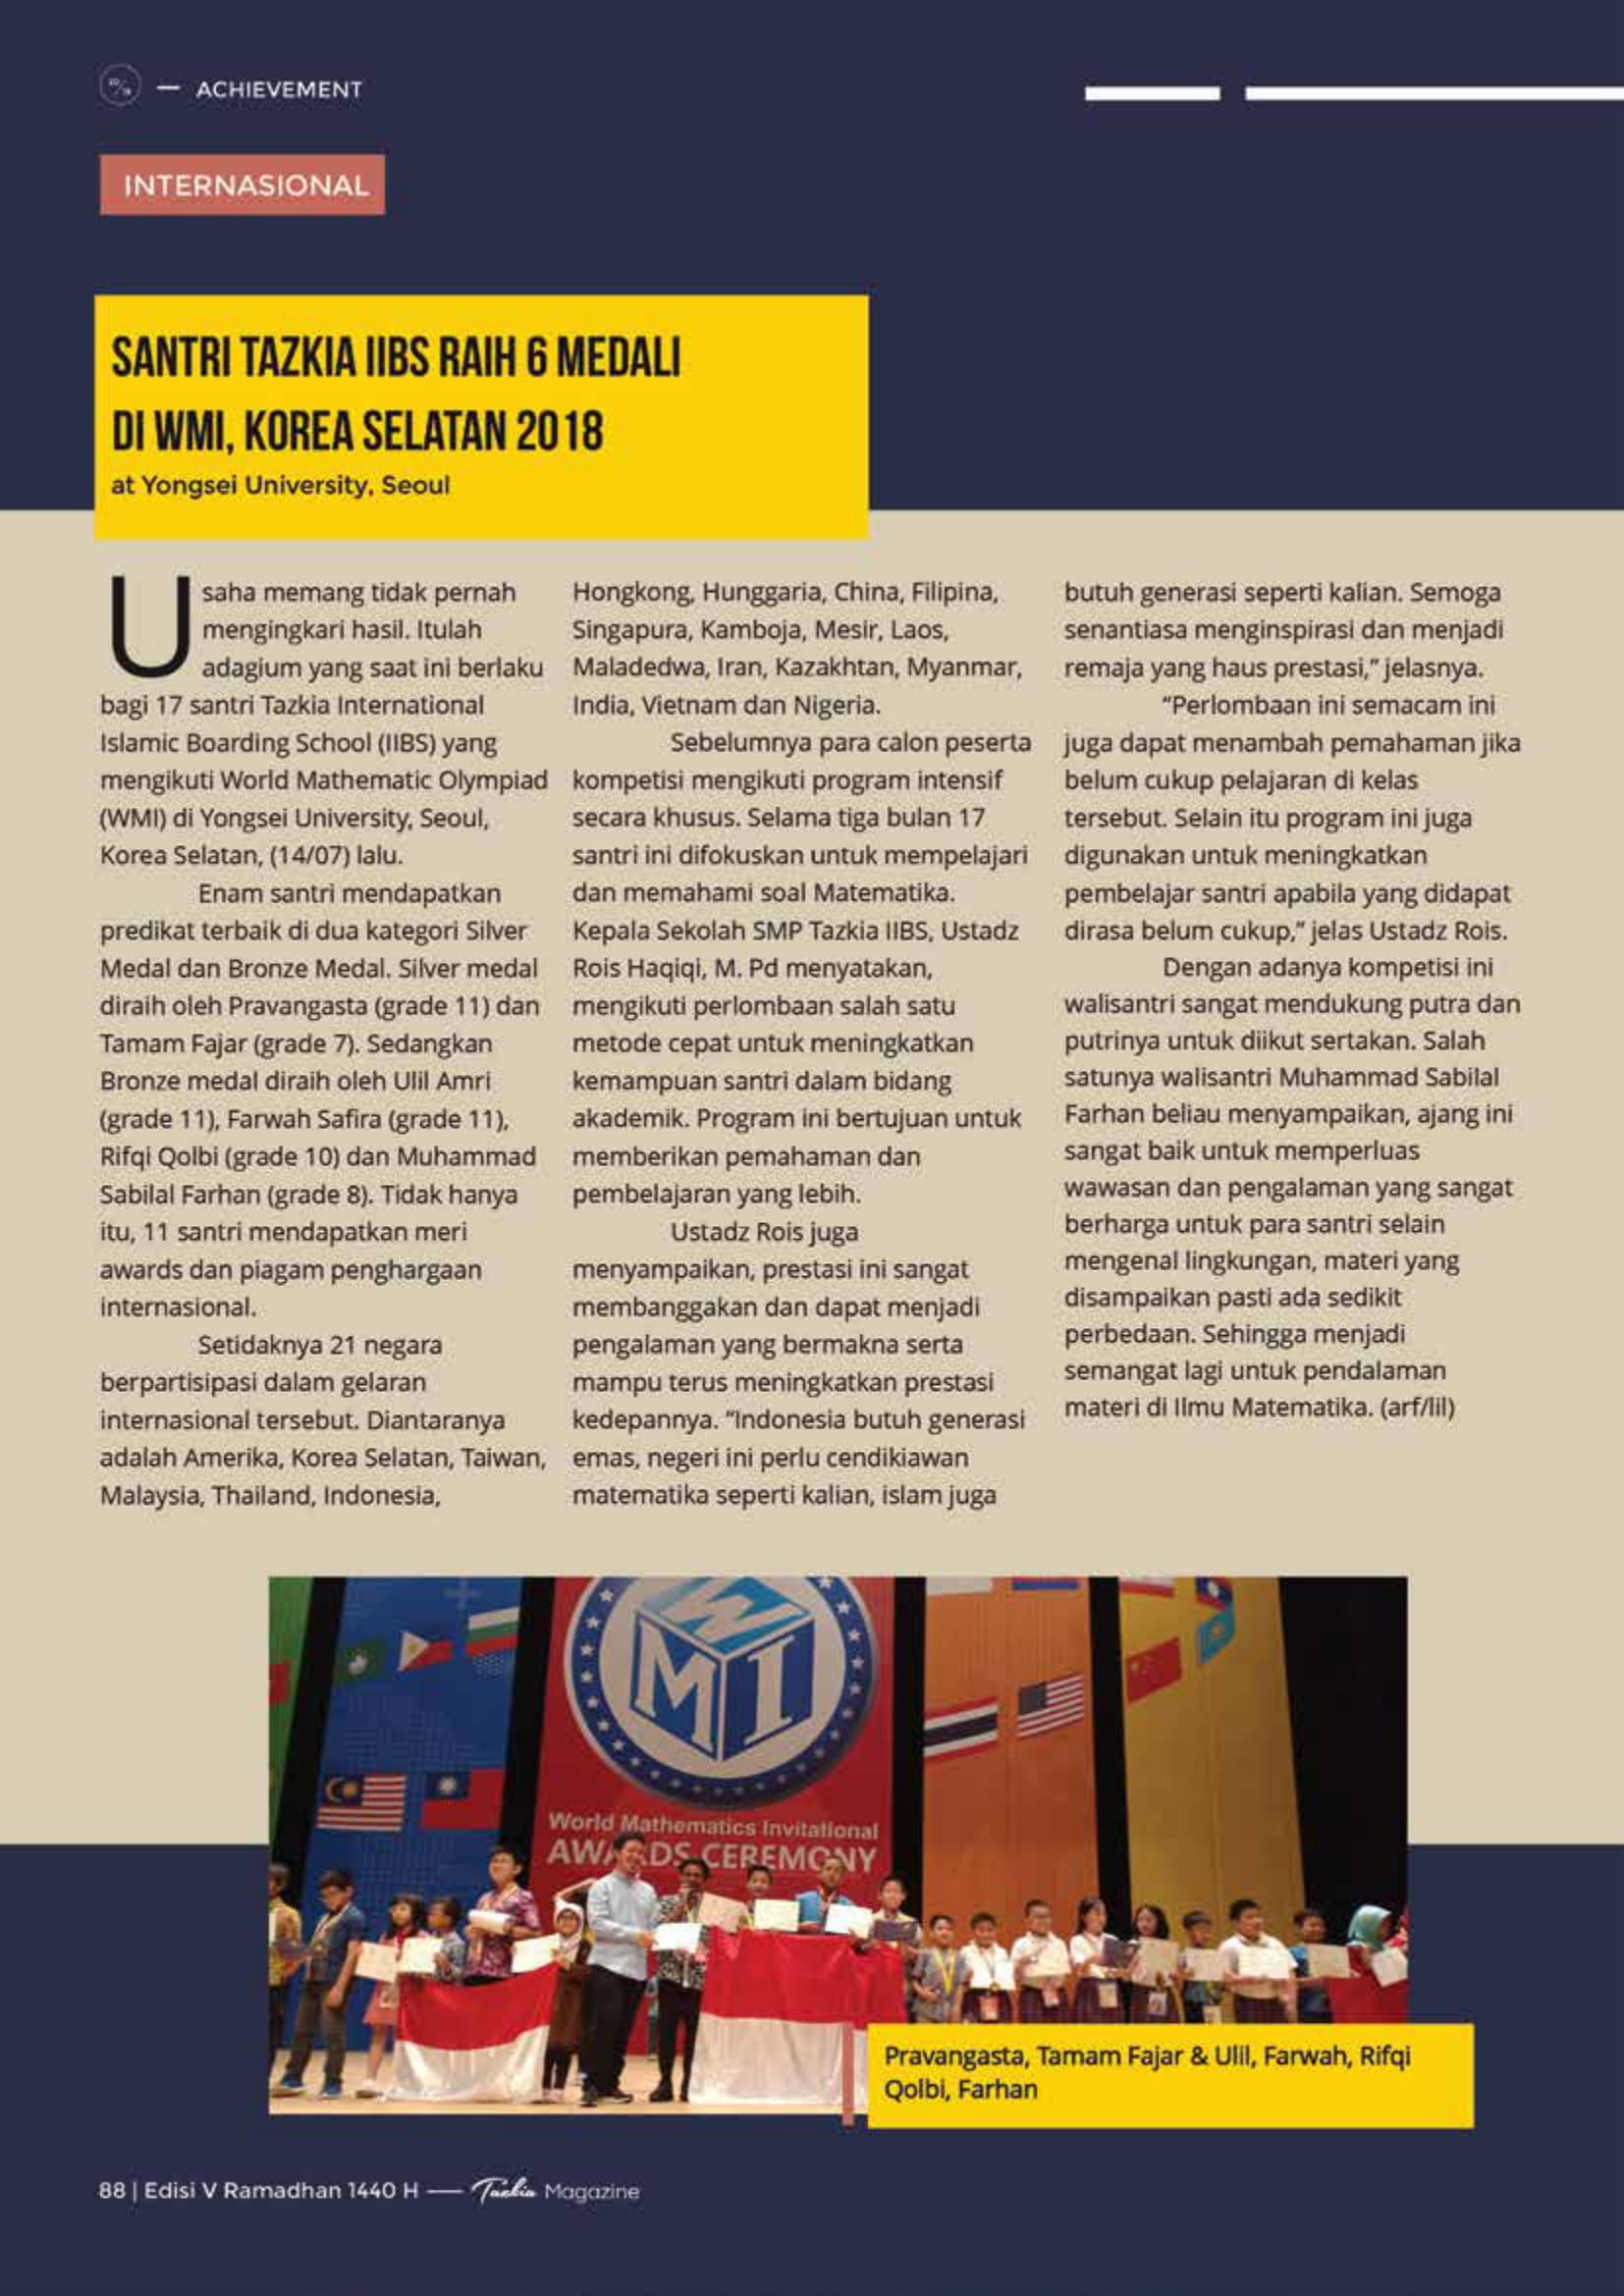 — ACHIEVEMENT
INTERNASIONAL
SANTRI TAZKIA IIBS RAIH 6 MEDALI
DI WMI, KOREA SELATAN 2018
at Yongsei University, Seoul
Usaha memang tidak pernah
mengingkari hasil. Itulah
adagium yang saat ini berlaku
bagi 17 santri Tazkia International
Islamic Boarding School (IIBS) yang
mengikuti World Mathematic Olympiad
(WMI) di Yongsei University, Seoul,
Korea Selatan, (14/07) lalu.
Enam santri mendapatkan
predikat terbaik di dua kategori Silver
Medal dan Bronze Medal. Silver medal
diraih oleh Pravangasta (grade 11) dan
Tamam Fajar (grade 7). Sedangkan
Bronze medal diraih oleh Ulil Amri
(grade 11), Farwah Safira (grade 11),
Rifqi Qolbi (grade 10) dan Muhammad
Sabilal Farhan (grade 8). Tidak hanya
itu, 11 santri mendapatkan meri
awards dan piagam penghargaan
internasional.
Setidaknya 21 negara
berpartisipasi dalam gelaran
internasional tersebut. Diantaranya
adalah Amerika, Korea Selatan, Taiwan,
Malaysia, Thailand, Indonesia,
Hongkong, Hunggaria, China, Filipina,
Singapura, Kamboja, Mesir, Laos,
Maladedwa, Iran, Kazakhtan, Myanmar,
India, Vietnam dan Nigeria.
Sebelumnya para calon peserta
kompetisi mengikuti program intensif
secara khusus. Selama tiga bulan 17
santri ini difokuskan untuk mempelajari
dan memahami soal Matematika.
Kepala Sekolah SMP Tazkia IIBS, Ustadz
Rois Haqiqi, M. Pd menyatakan,
mengikuti perlombaan salah satu
metode cepat untuk meningkatkan
kemampuan santri dalam bidang
akademik. Program ini bertujuan untuk
memberikan pemahaman dan
pembelajaran yang lebih.
Ustadz Rois juga
menyampaikan, prestasi ini sangat
membanggakan dan dapat menjadi
pengalaman yang bermakna serta
mampu terus meningkatkan prestasi
kedepannya. “Indonesia butuh generasi
emas, negeri ini perlu cendikiawan
matematika seperti kalian, islam juga
butuh generasi seperti kalian. Semoga
senantiasa menginspirasi dan menjadi
remaja yang haus prestasi,” jelasnya.
“Perlombaan ini semacam ini
juga dapat menambah pemahaman jika
belum cukup pelajaran di kelas
tersebut. Selain itu program ini juga
digunakan untuk meningkatkan
pembelajar santri apabila yang didapat
dirasa belum cukup,” jelas Ustadz Rois.
Dengan adanya kompetisi ini
walisantri sangat mendukung putra dan
putrinya untuk diikut sertakan. Salah
satunya walisantri Muhammad Sabilal
Farhan beliau menyampaikan, ajang ini
sangat baik untuk memperluas
wawasan dan pengalaman yang sangat
berharga untuk para santri selain
mengenal lingkungan, materi yang
disampaikan pasti ada sedikit
perbedaan. Sehingga menjadi
semangat lagi untuk pendalaman
materi di Ilmu Matematika. (arf/lil)
WMI
World Mathematics Invitational
AWARDS CEREMONY
Pravangasta, Tamam Fajar & Ulil, Farwah, Rifqi
Qolbi, Farhan
88 | Edisi V Ramadhan 1440 H — Tazkia Magazine